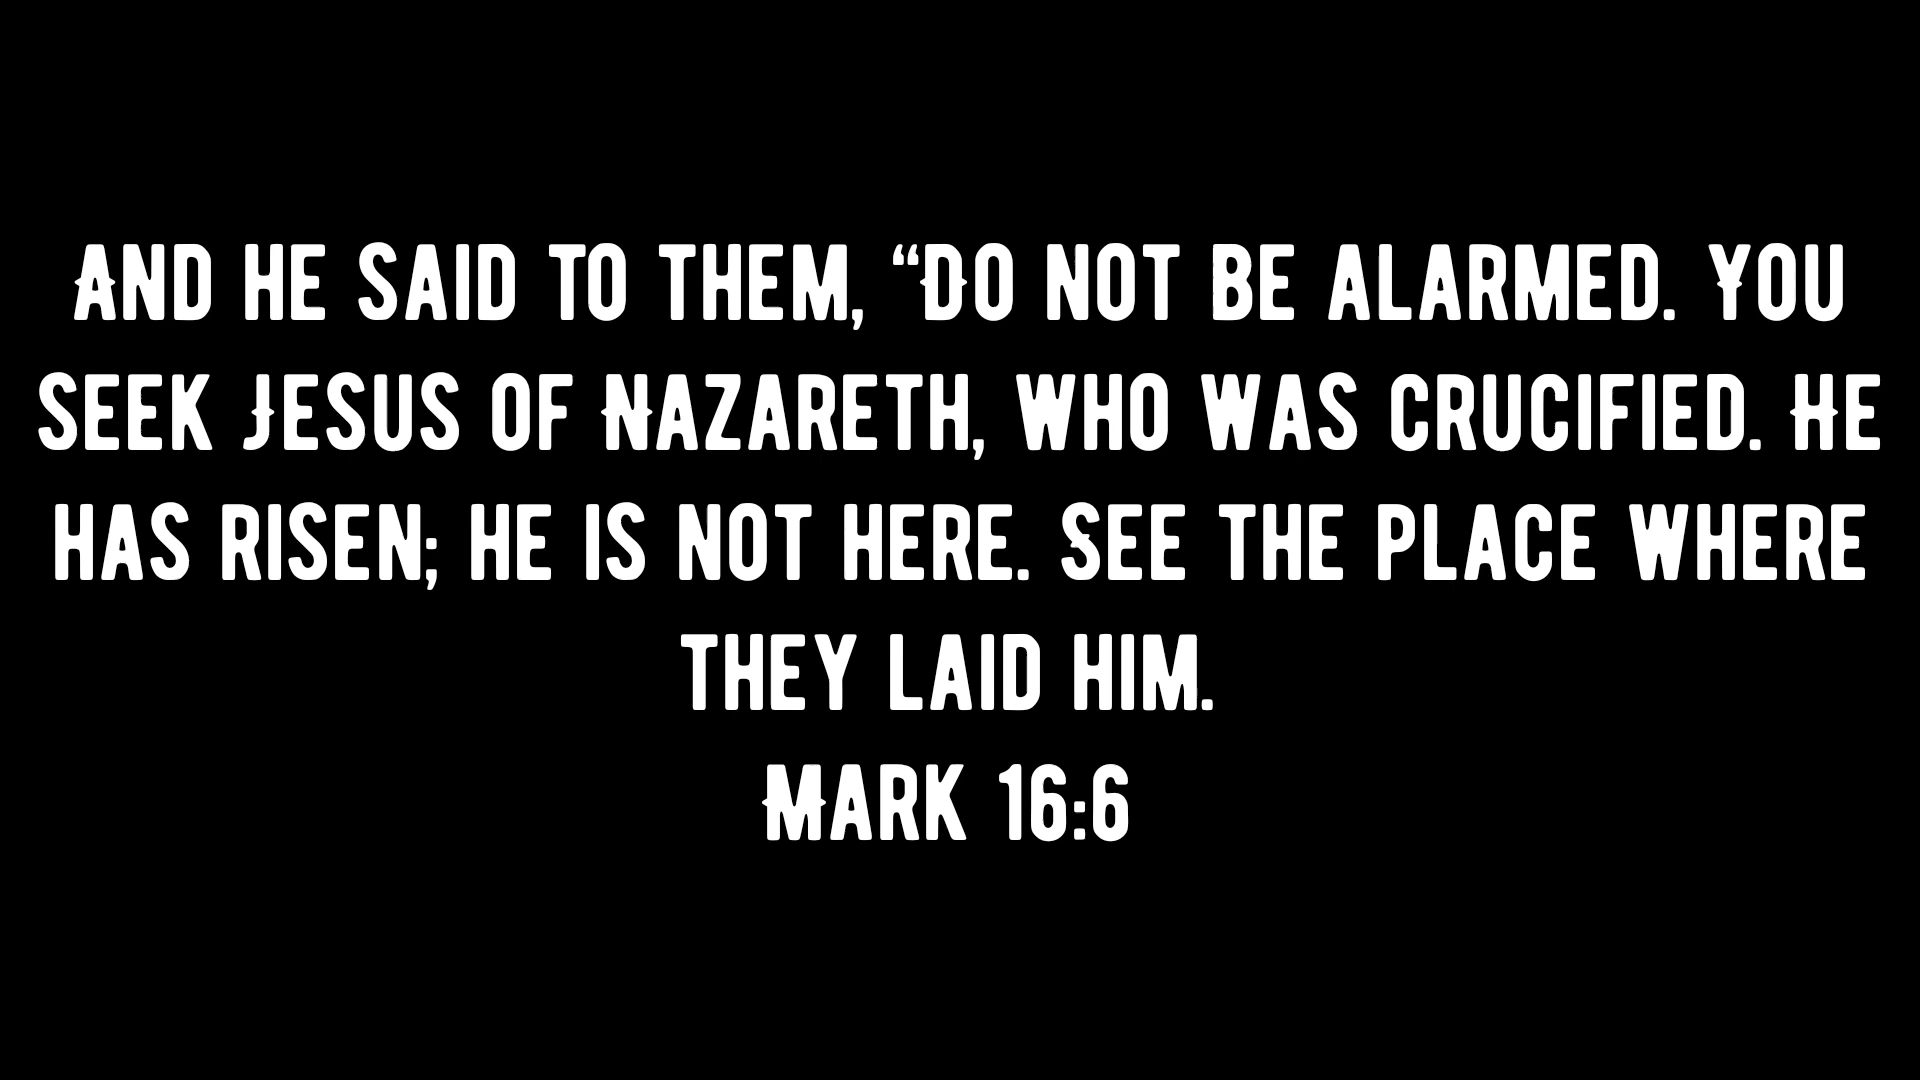 And he said to them, “Do not be alarmed. You
seek Jesus of Nazareth, who was crucified. He
has risen; he is not here. See the place where
they laid him.
Mark 16:6